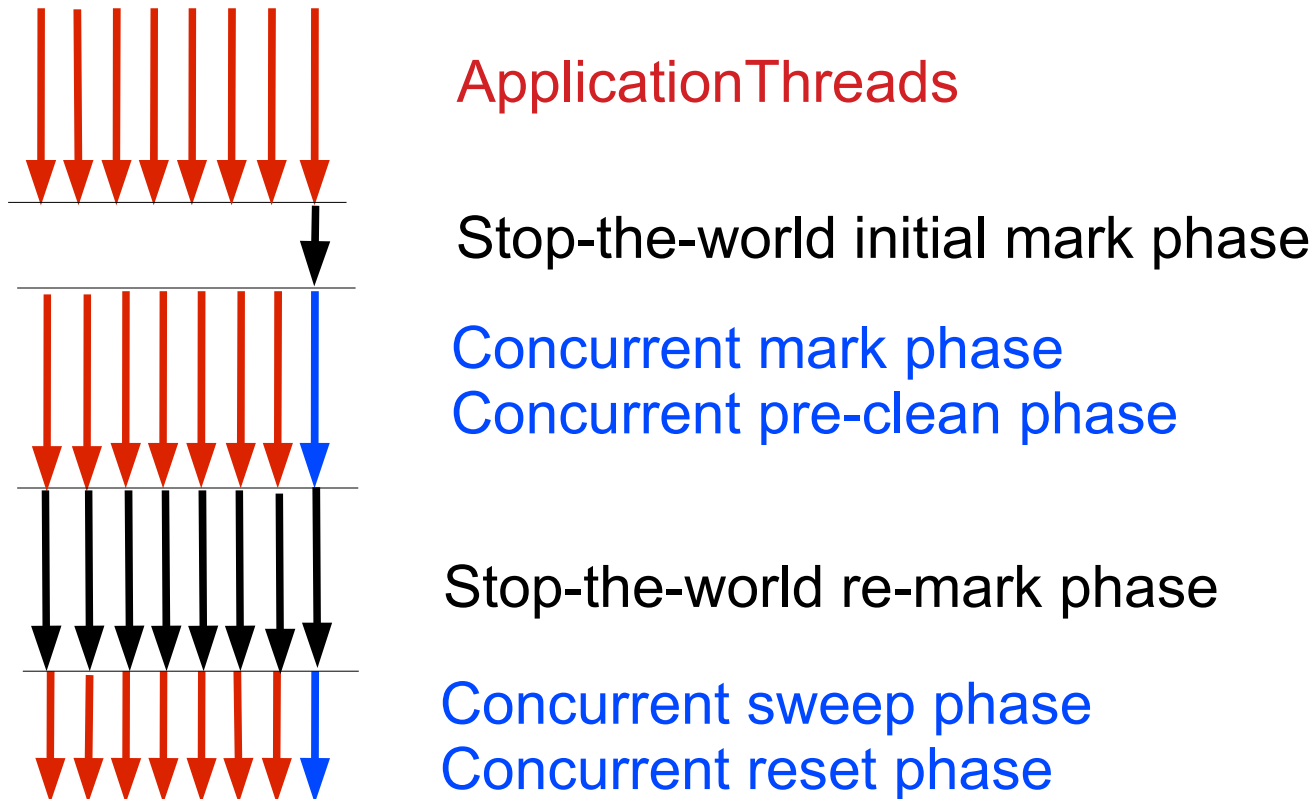 ApplicationThreads
Stop-the-world initial mark phase
Concurrent mark phase
Concurrent pre-clean phase
Stop-the-world re-mark phase
Concurrent sweep phase
Concurrent reset phase